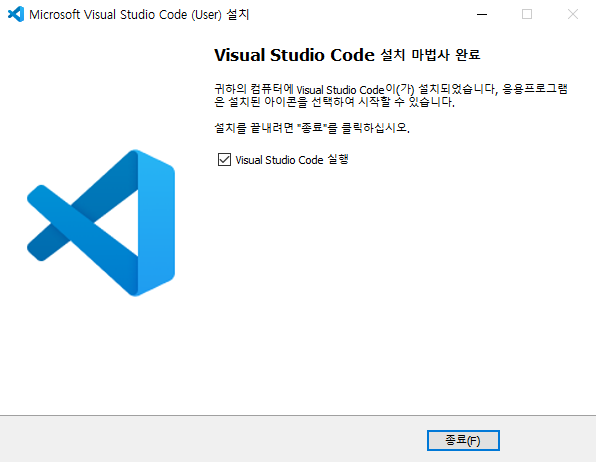 Microsoft Visual Studio Code (User) 설치
Visual Studio Code 설치 마법사 완료
귀하의 컴퓨터에 Visual Studio Code이(가) 설치되었습니다, 응용프로그램
은 설치된 아이콘을 선택하여 시작할 수 있습니다.
설치를 끝내려면 "종료"를 클릭하십시오.
Visual Studio Code 실행
종료(F)